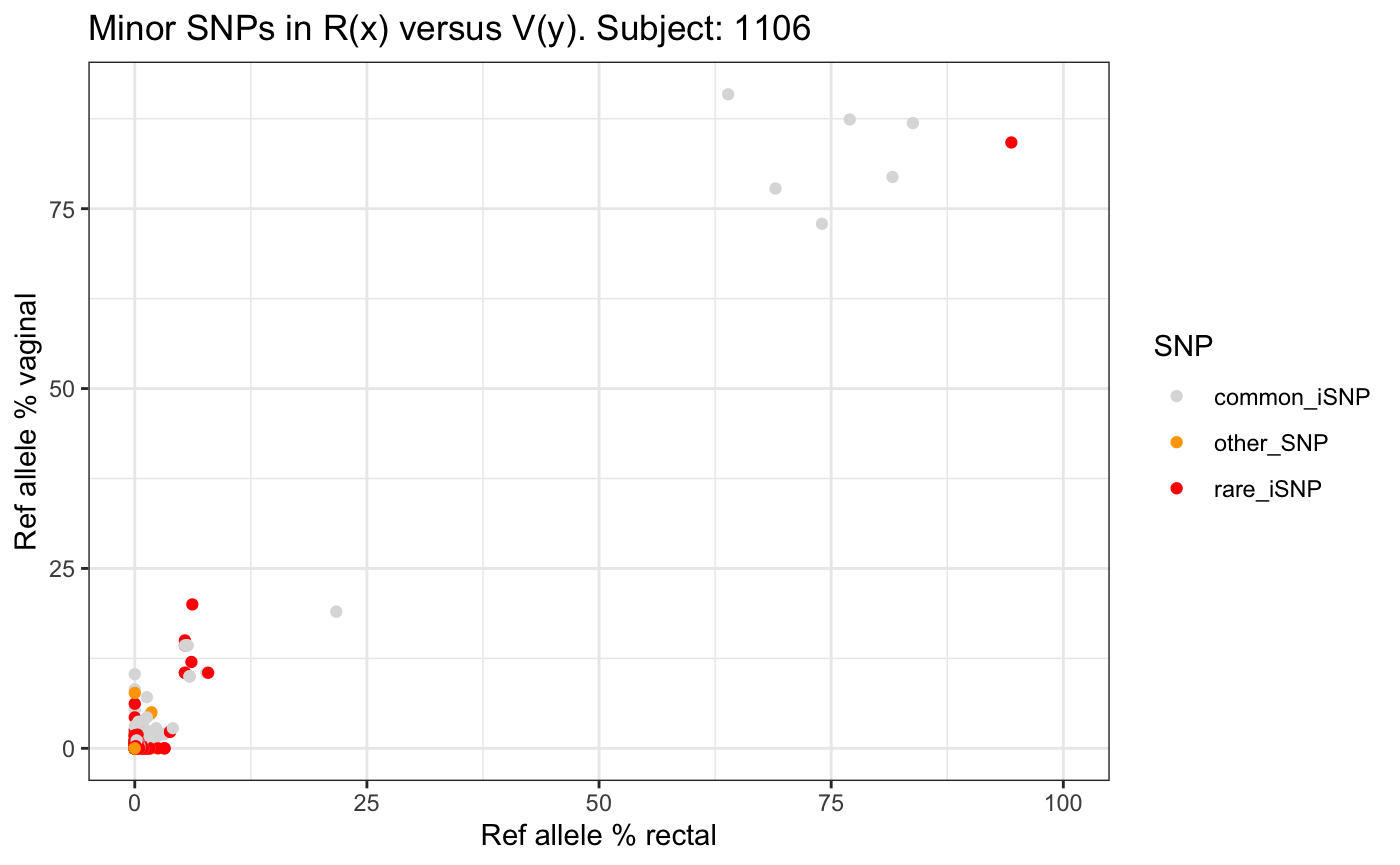 Minor SNPs in R(x) versus V(y). Subject: 1106
Ref allele % vaginal
75
50
25
0
0 25 50 75 100
Ref allele % rectal
SNP
common_iSNP
other_SNP
rare_iSNP